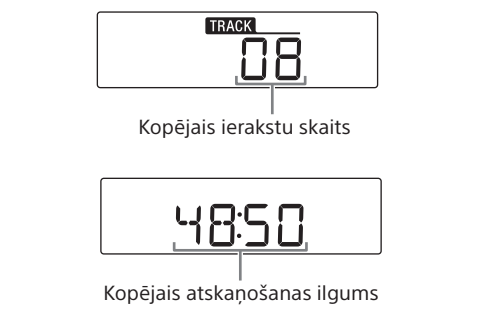 TRACK
08
Kopējais ierakstu skaits
48:50
Kopējais atskaņošanas ilgums